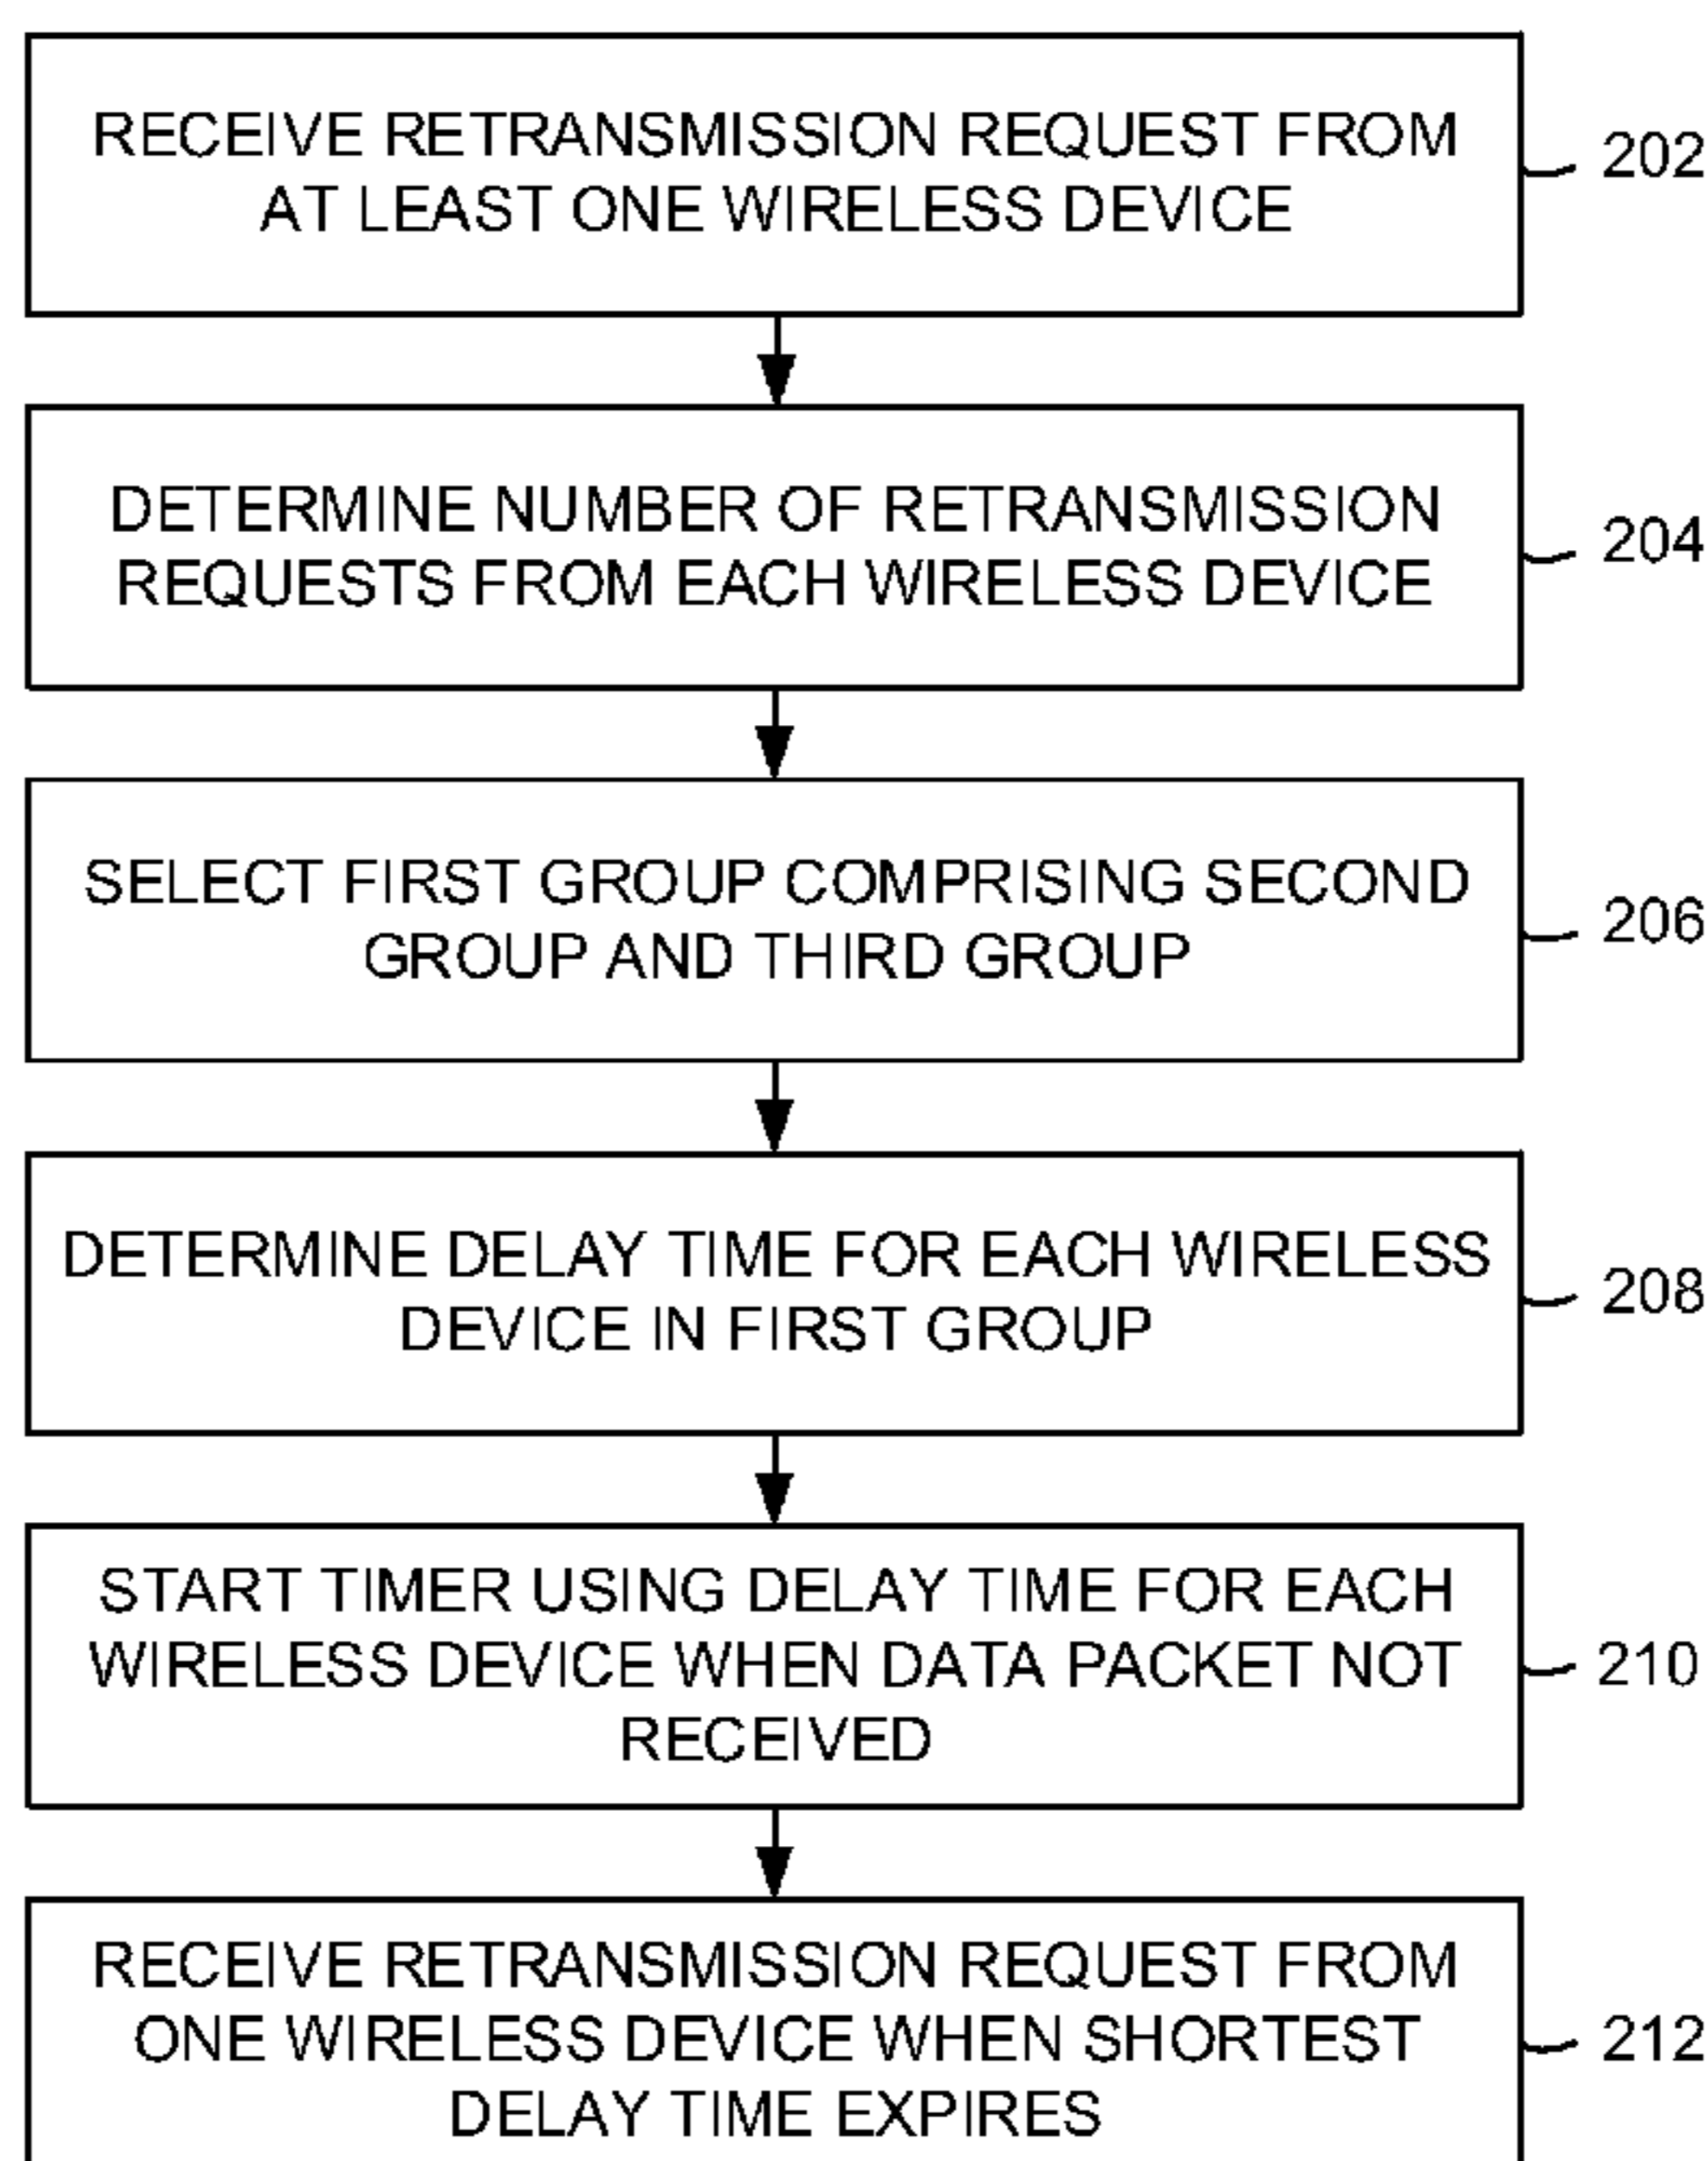 RECEIVE RETRANSMISSION REQUEST FROM
AT LEAST ONE WIRELESS DEVICE
202
DETERMINE NUMBER OF RETRANSMISSION
REQUESTS FROM EACH WIRELESS DEVICE
204
SELECT FIRST GROUP COMPRISING SECOND
GROUP AND THIRD GROUP
206
DETERMINE DELAY TIME FOR EACH WIRELESS
DEVICE IN FIRST GROUP
208
START TIMER USING DELAY TIME FOR EACH
WIRELESS DEVICE WHEN DATA PACKET NOT
RECEIVED
210
RECEIVE RETRANSMISSION REQUEST FROM
ONE WIRELESS DEVICE WHEN SHORTEST
DELAY TIME EXPIRES
212